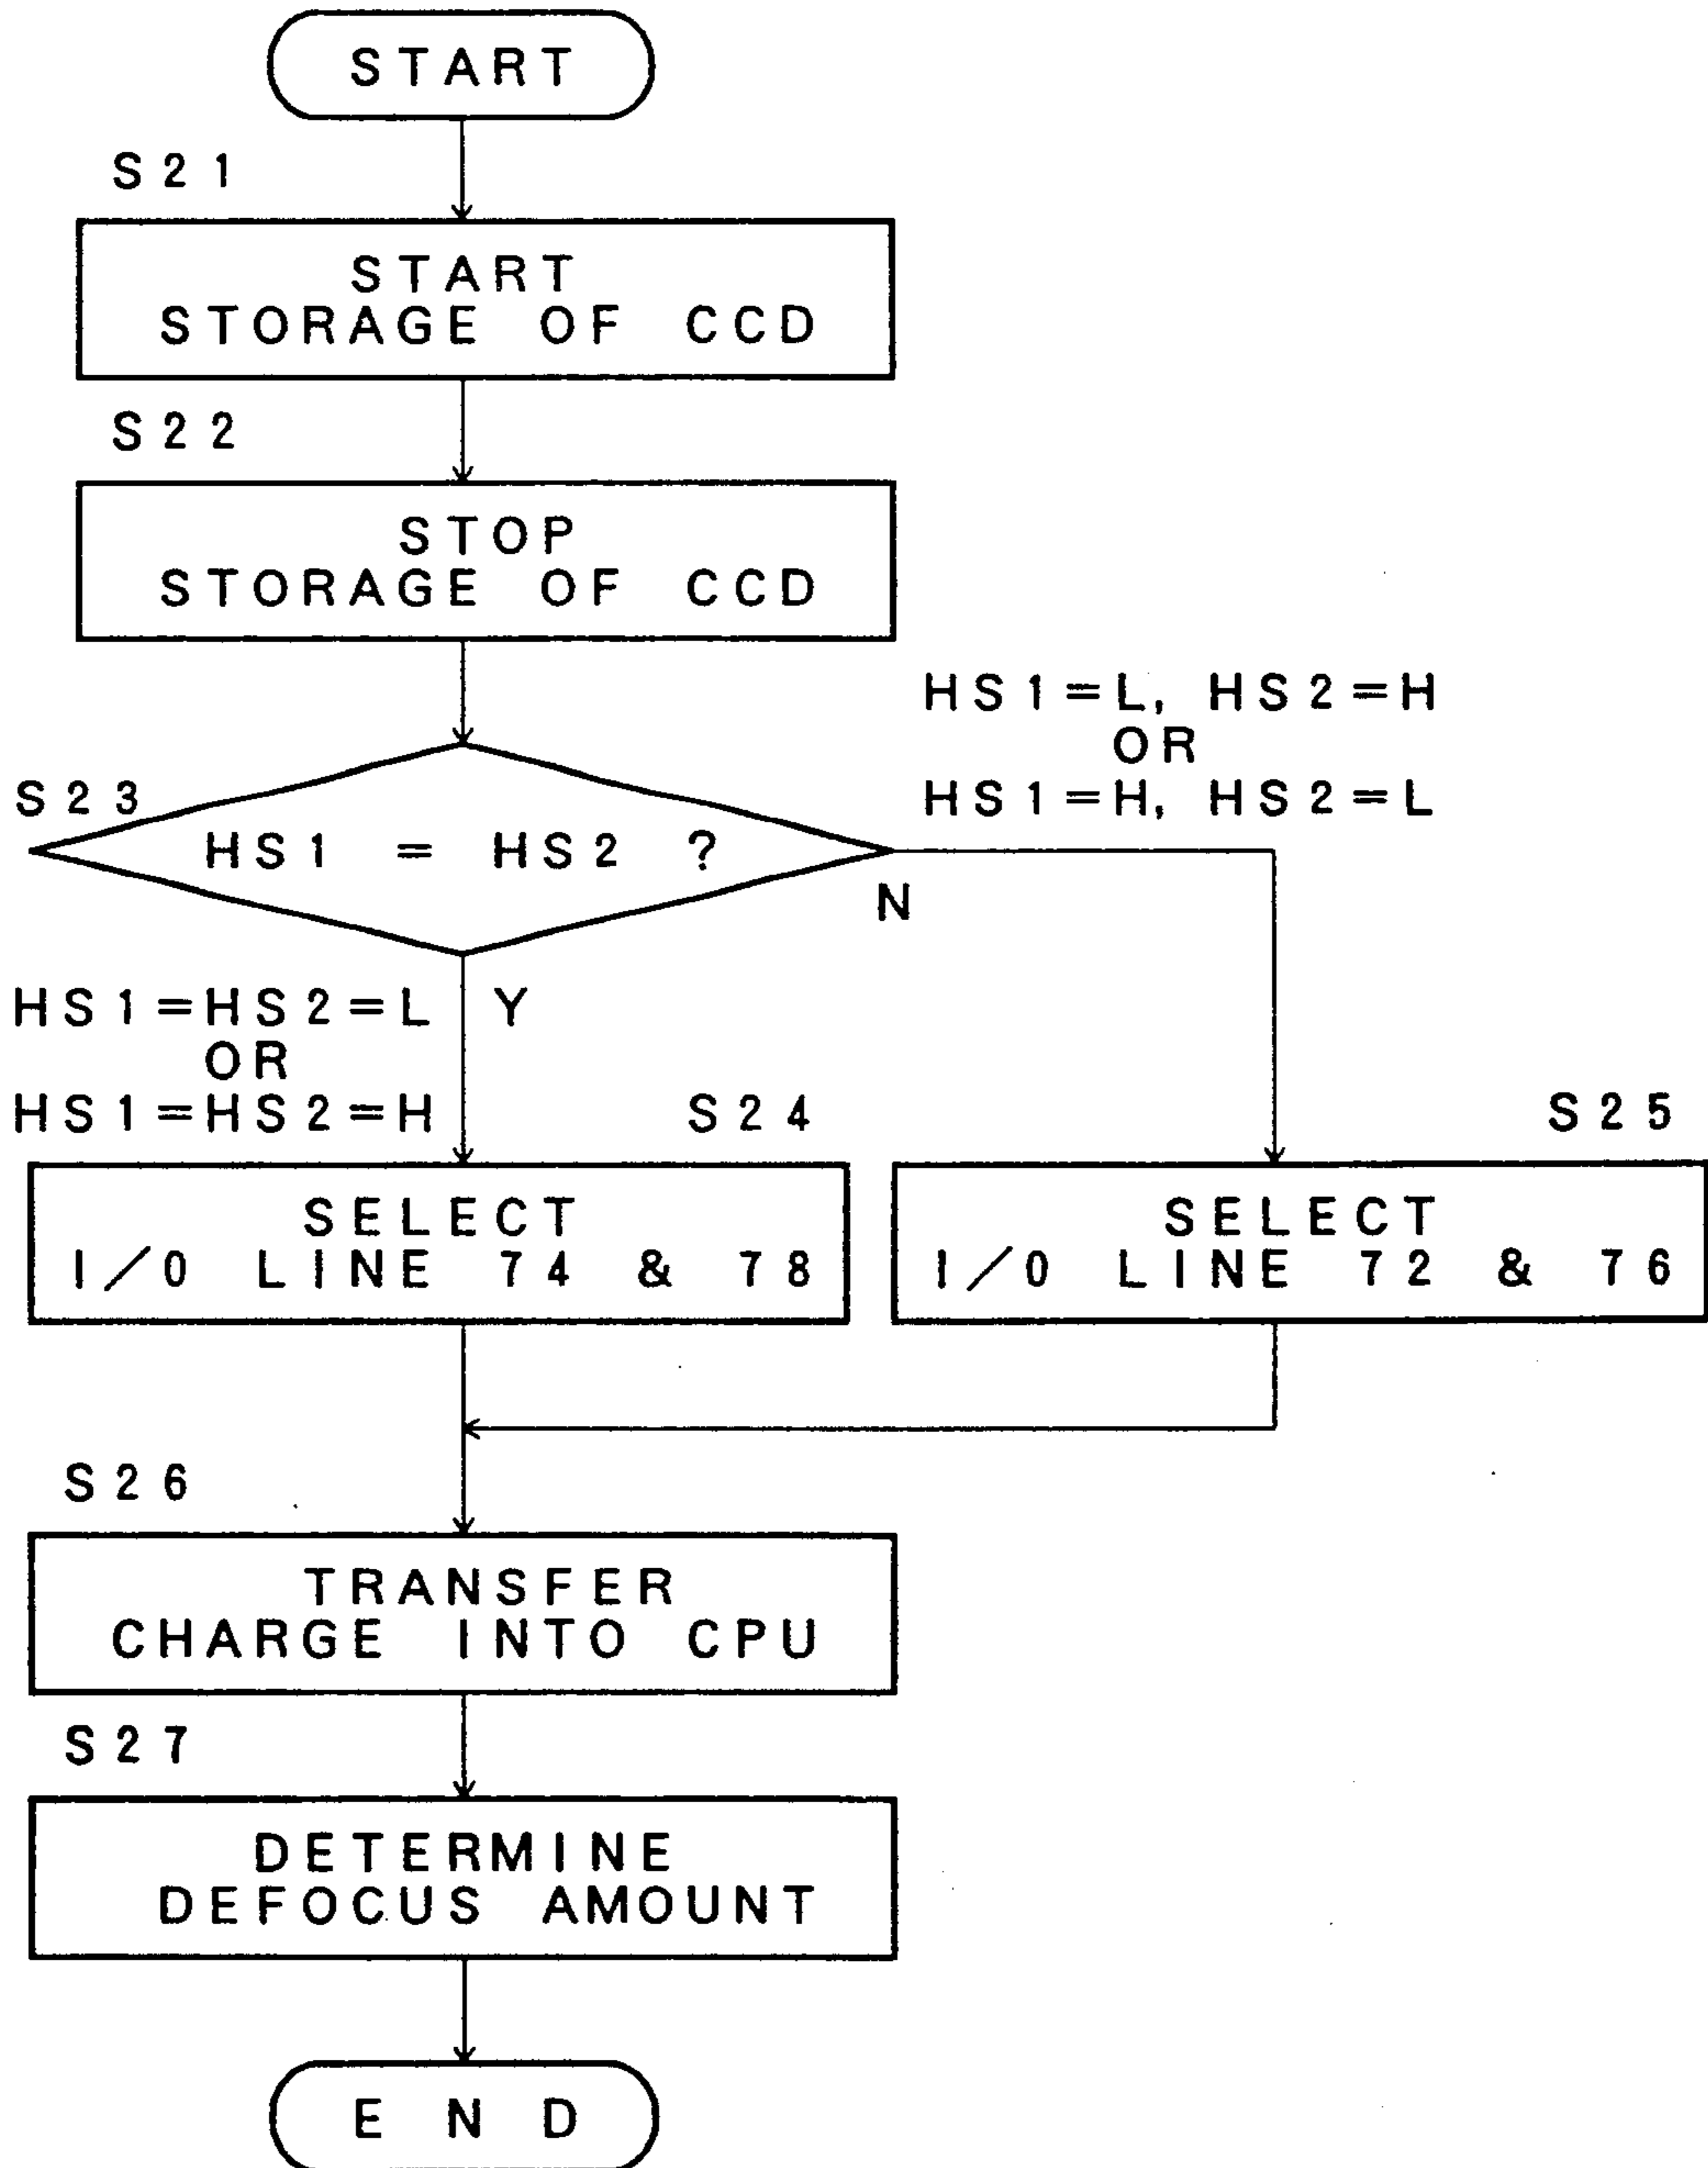 START
S21
START
STORAGE OF CCD
S22
STOP
STORAGE OF CCD
HS1=L, HS2=H
OR
HS1=H, HS2=L
S23
HS1 = HS2 ?
N
HS1=HS2=L
OR
HS1=HS2=H
Y
S24
S25
SELECT
I/O LINE 74 & 78
SELECT
I/O LINE 72 & 76
S26
TRANSFER
CHARGE INTO CPU
S27
DETERMINE
DEFOCUS AMOUNT
END